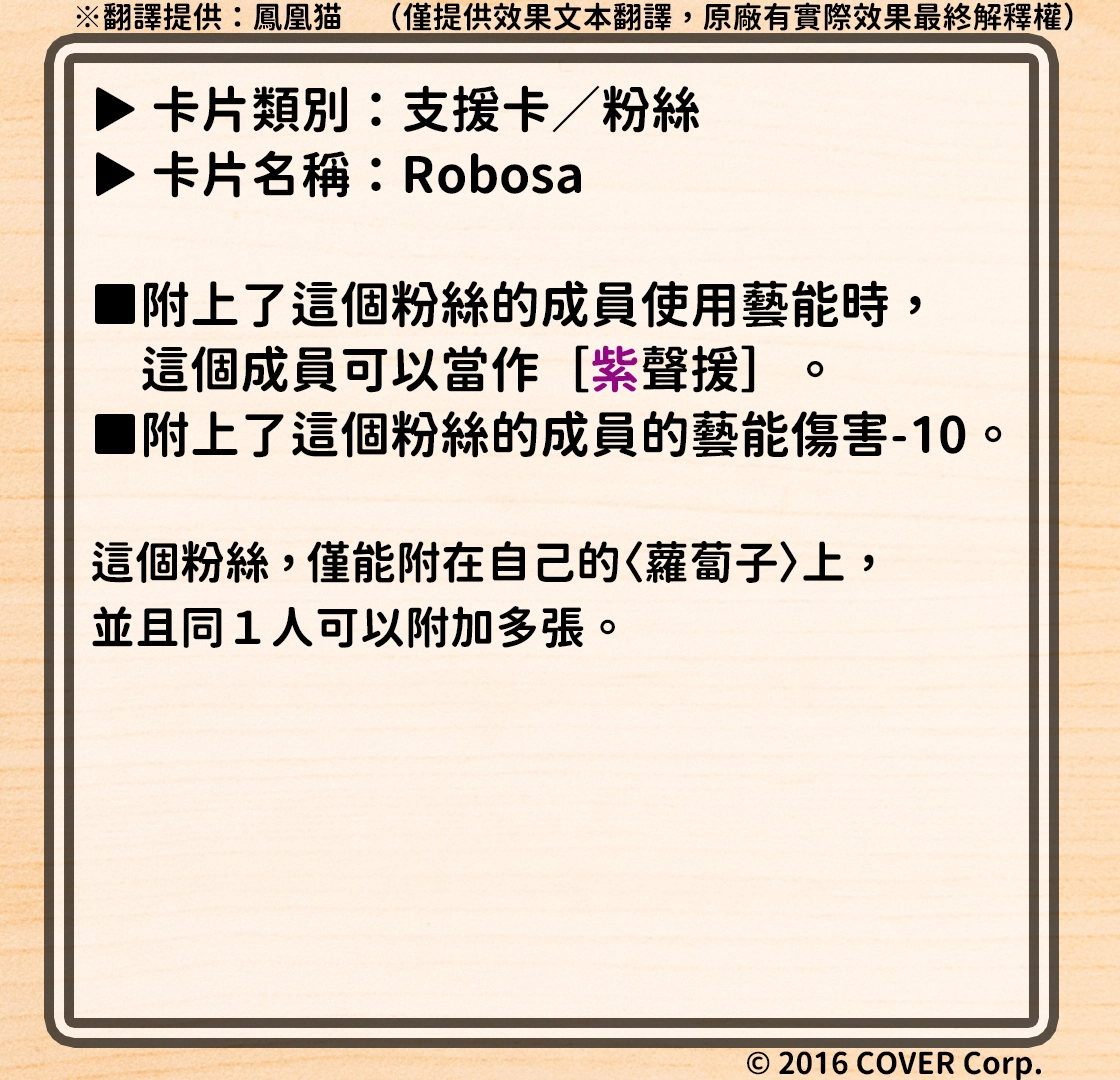 ※翻譯提供：鳳凰猫　（僅提供效果文本翻譯，原廠有實際效果最終解釋權）
▶ 卡片類別：支援卡／粉絲
▶ 卡片名稱：Robosa
■附上了這個粉絲的成員使用藝能時，
這個成員可以當作［紫聲援］。
■附上了這個粉絲的成員的藝能傷害-10。
這個粉絲，僅能附在自己的〈蘿蔔子〉上，
並且同１人可以附加多張。
© 2016 COVER Corp.